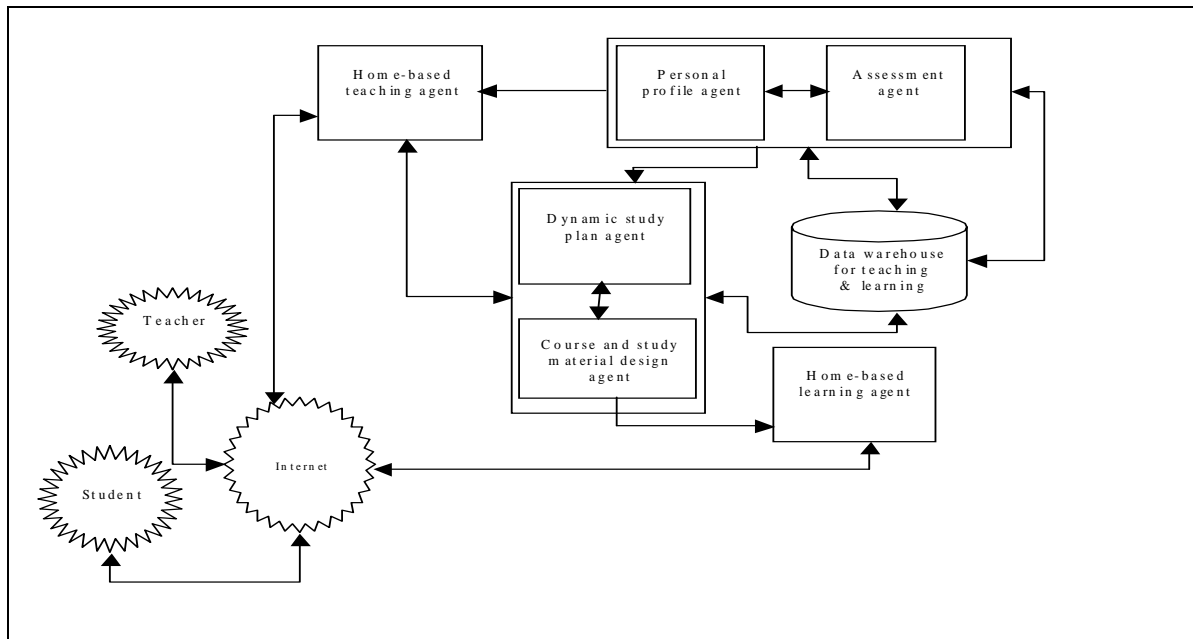 Home-based
teaching agent
Personal
profile agent
Assessment
agent
Dynamic study
plan agent
Data warehouse
for teaching
& learning
Teacher
Course and study
material design
agent
Home-based
learning agent
Internet
Student